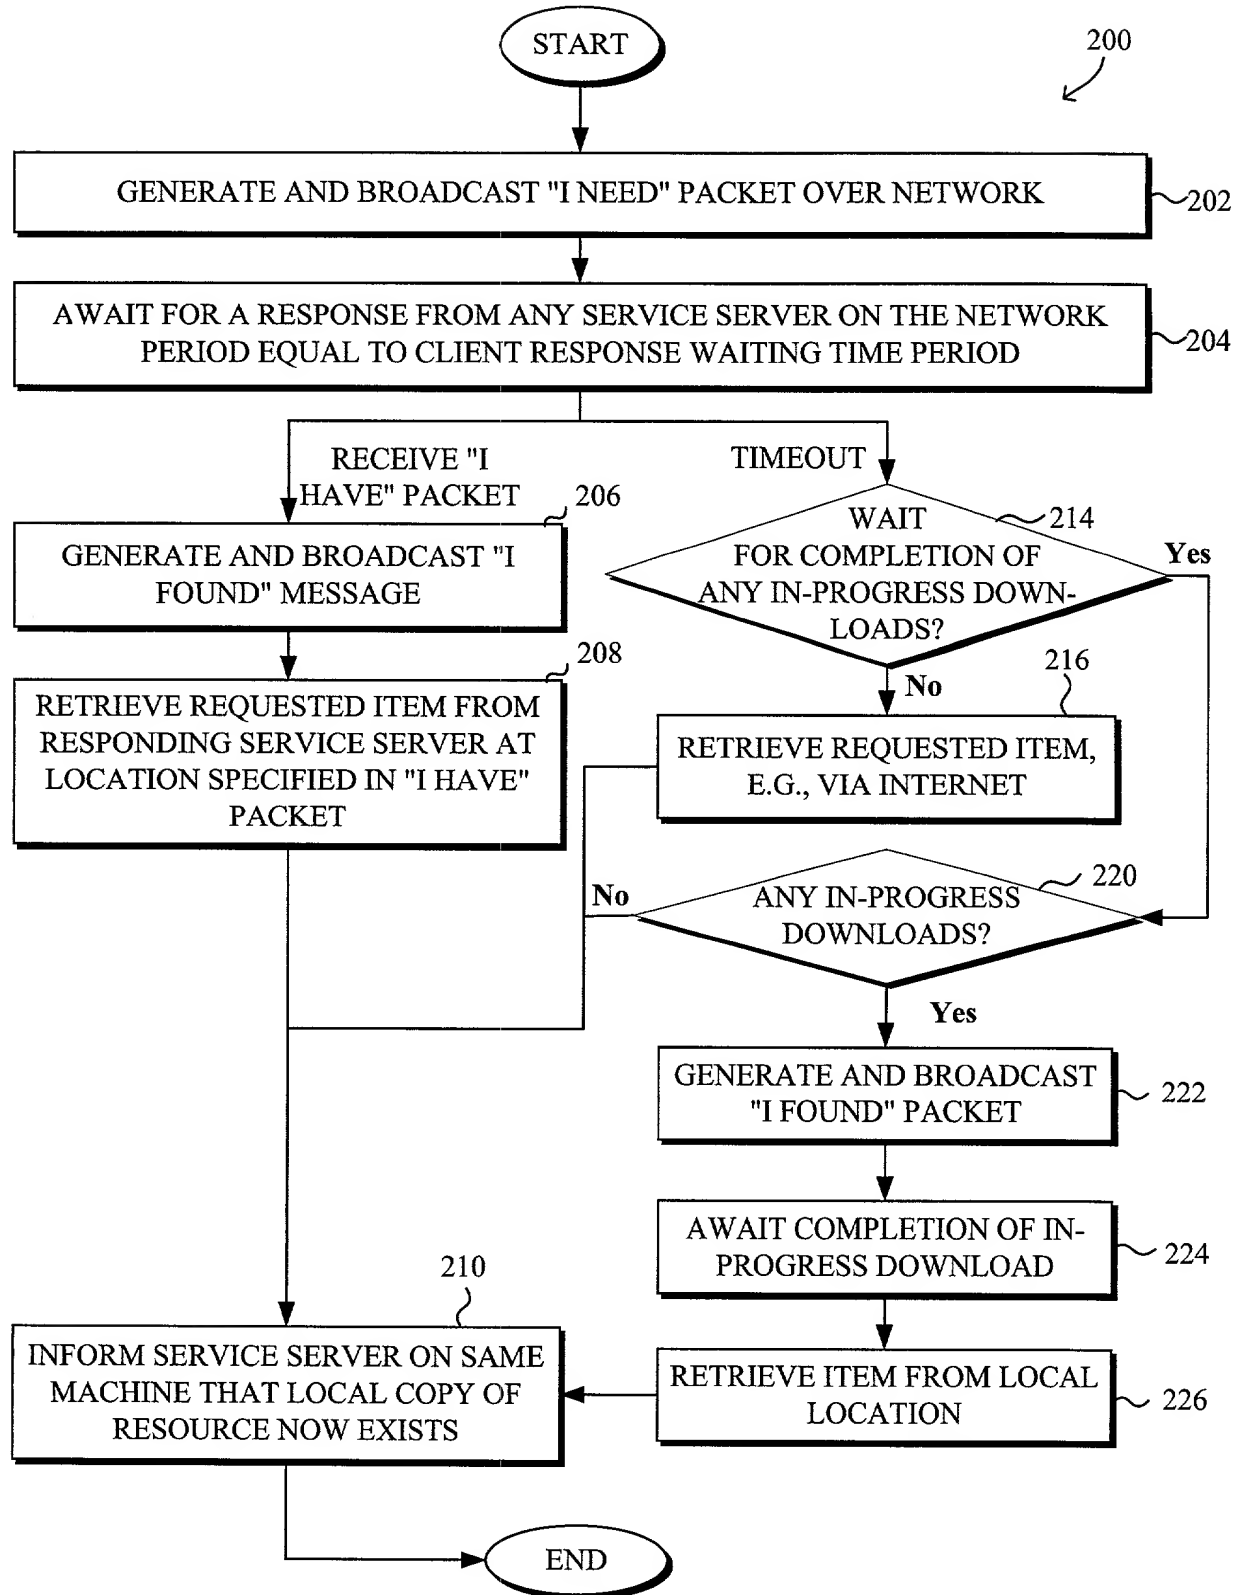 START
200
GENERATE AND BROADCAST "I NEED" PACKET OVER NETWORK
202
AWAIT FOR A RESPONSE FROM ANY SERVICE SERVER ON THE NETWORK
PERIOD EQUAL TO CLIENT RESPONSE WAITING TIME PERIOD
204
RECEIVE "I
HAVE" PACKET
TIMEOUT
206
GENERATE AND BROADCAST "I
FOUND" MESSAGE
214
WAIT
FOR COMPLETION OF
ANY IN-PROGRESS DOWN-
LOADS?
Yes
No
208
RETRIEVE REQUESTED ITEM FROM
RESPONDING SERVICE SERVER AT
LOCATION SPECIFIED IN "I HAVE"
PACKET
216
RETRIEVE REQUESTED ITEM,
E.G., VIA INTERNET
220
ANY IN-PROGRESS
DOWNLOADS?
No
Yes
GENERATE AND BROADCAST
"I FOUND" PACKET
222
AWAIT COMPLETION OF IN-
PROGRESS DOWNLOAD
224
210
INFORM SERVICE SERVER ON SAME
MACHINE THAT LOCAL COPY OF
RESOURCE NOW EXISTS
RETRIEVE ITEM FROM LOCAL
LOCATION
226
END